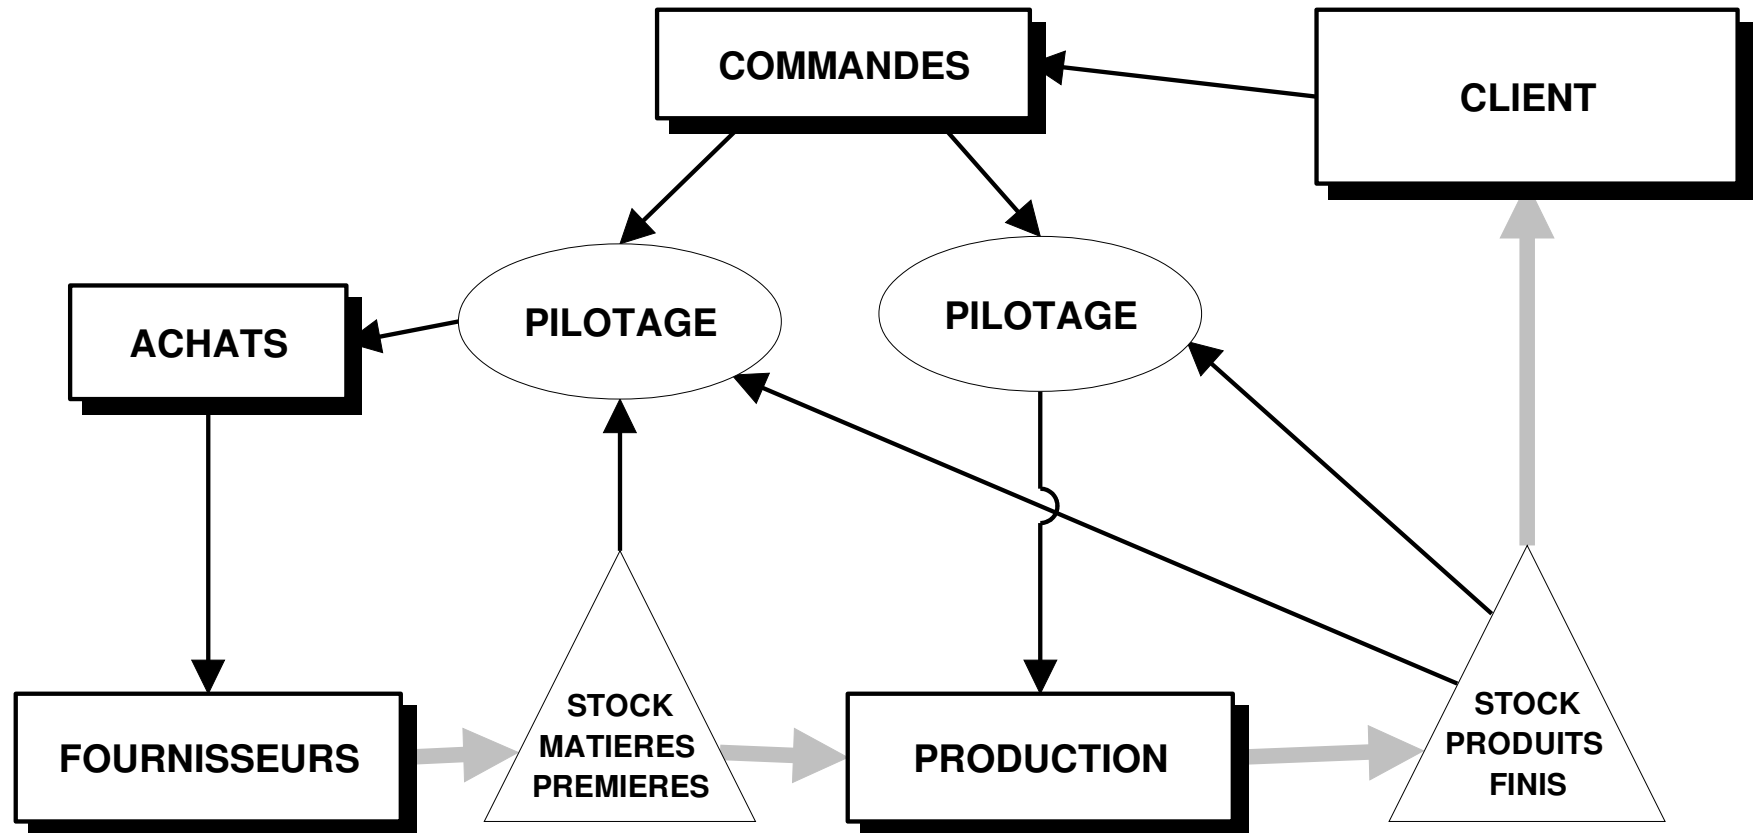 COMMANDES
CLIENT
PILOTAGE
PILOTAGE
ACHATS
FOURNISSEURS
STOCK
MATIERES
PREMIERES
PRODUCTION
STOCK
PRODUITS
FINIS